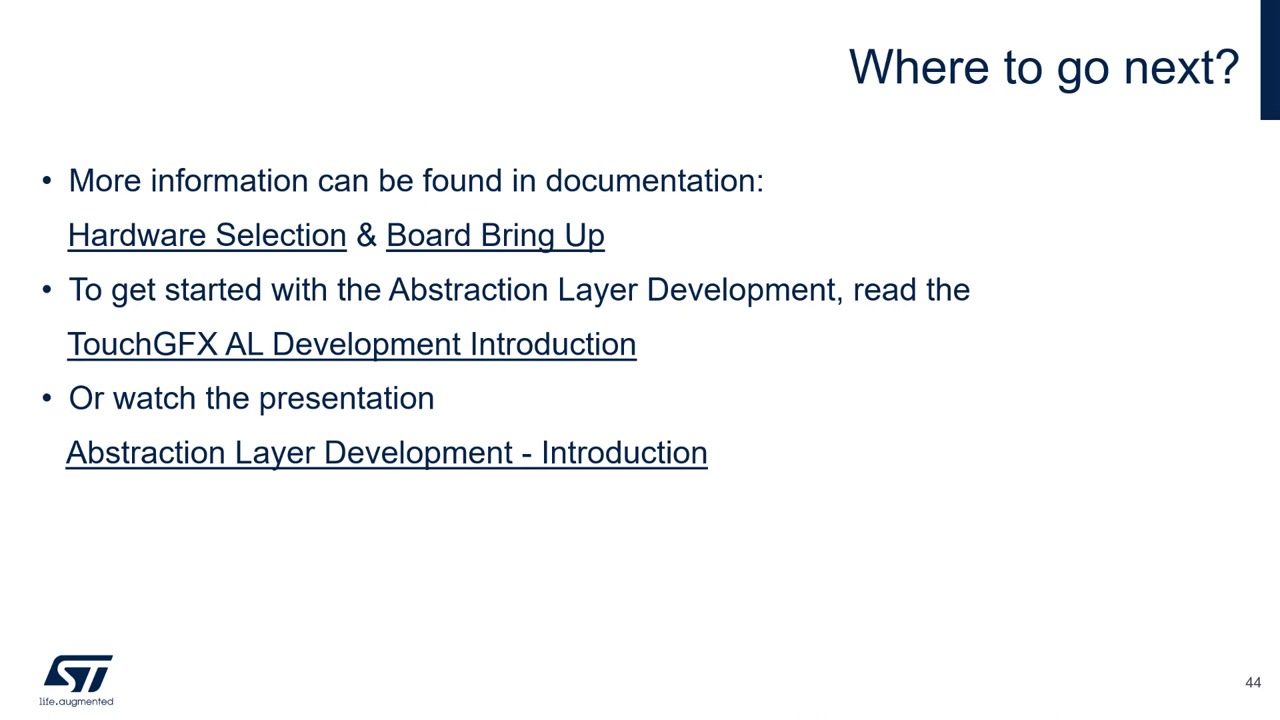 Where to go next?
• More information can be found in documentation:
Hardware Selection & Board Bring Up
• To get started with the Abstraction Layer Development, read the
TouchGFX AL Development Introduction
• Or watch the presentation
Abstraction Layer Development - Introduction
ST
life.augmented
44